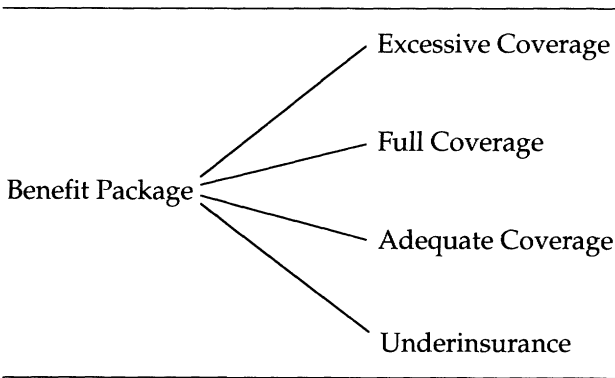 Excessive Coverage
Full Coverage
Benefit Package
Adequate Coverage
Underinsurance